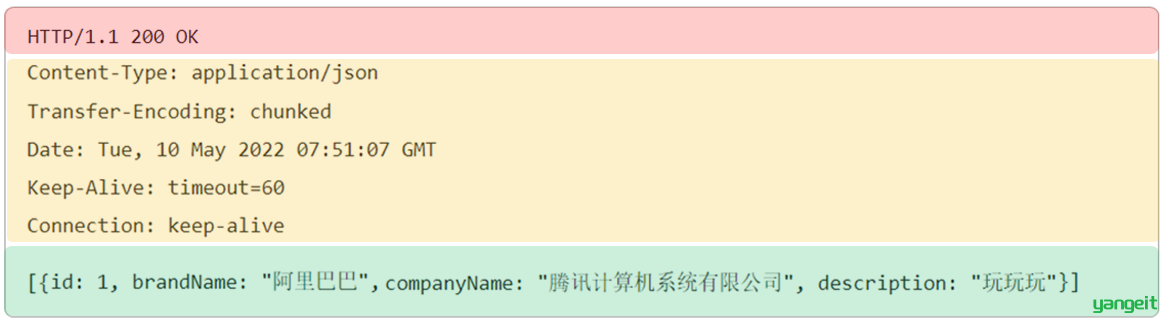 HTTP/1.1 200 OK
Content-Type: application/json
Transfer-Encoding: chunked
Date: Tue, 10 May 2022 07:51:07 GMT
Keep-Alive: timeout=60
Connection: keep-alive
[{id: 1, brandName: "阿里巴巴",companyName: "腾讯计算机系统有限公司", description: "玩玩玩"}]
yangeit